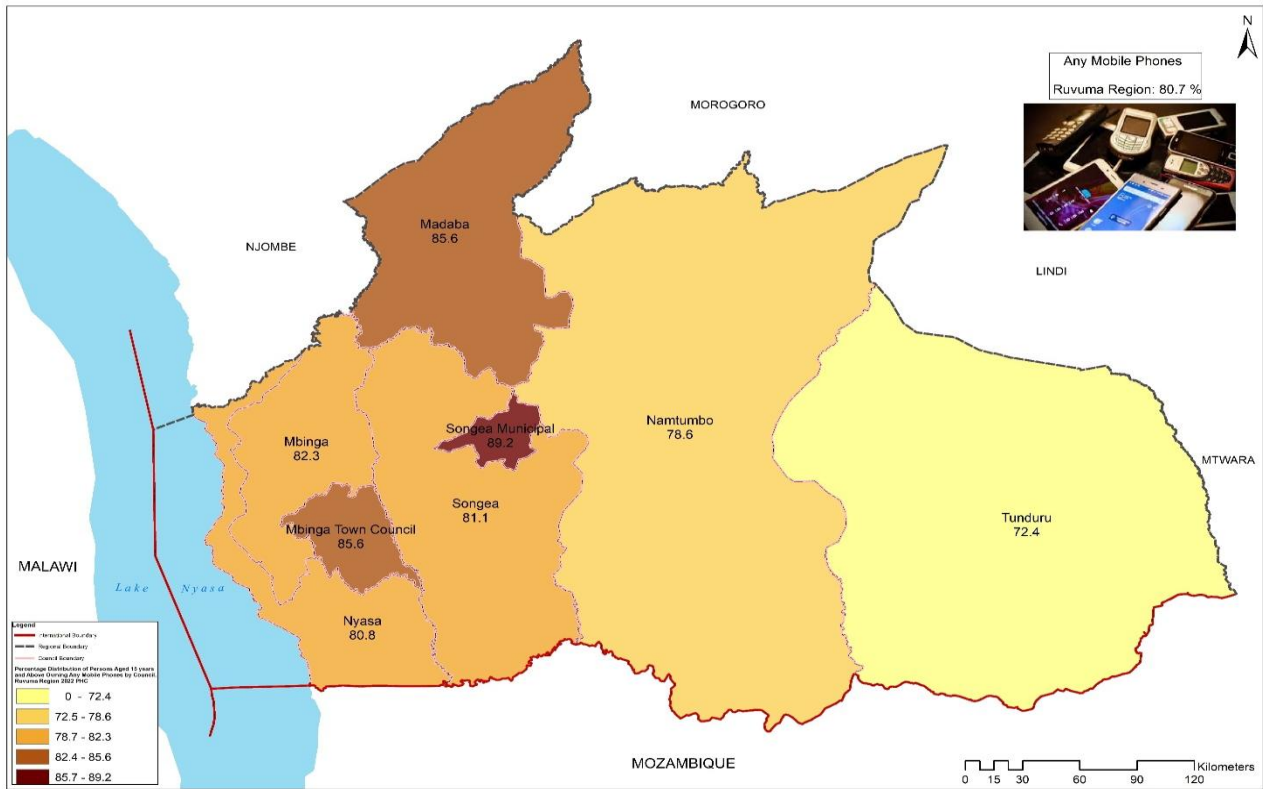 N
Any Mobile Phones
Ruvuma Region: 80.7 %
MOROGORO
Madaba
85.6
NJOMBE
LINDI
Mbinga
82.3
Songea Municipal
89.2
Namtumbo
78.6
MTWARA
Songea
81.1
Mbinga Town Council
85.6
Tunduru
72.4
MALAWI
Lake Nyasa
Nyasa
80.8
MOZAMBIQUE
Legend
International Boundary
Regional Boundary
Council Boundary
Percentage Distribution of Persons Aged 15 years
and Above Owning Any Mobile Phones by Council,
Ruvuma Region 2022 PHC
0 - 72.4
72.5 - 78.6
78.7 - 82.3
82.4 - 85.6
85.7 - 89.2
Kilometers
0 15 30 60 90 120